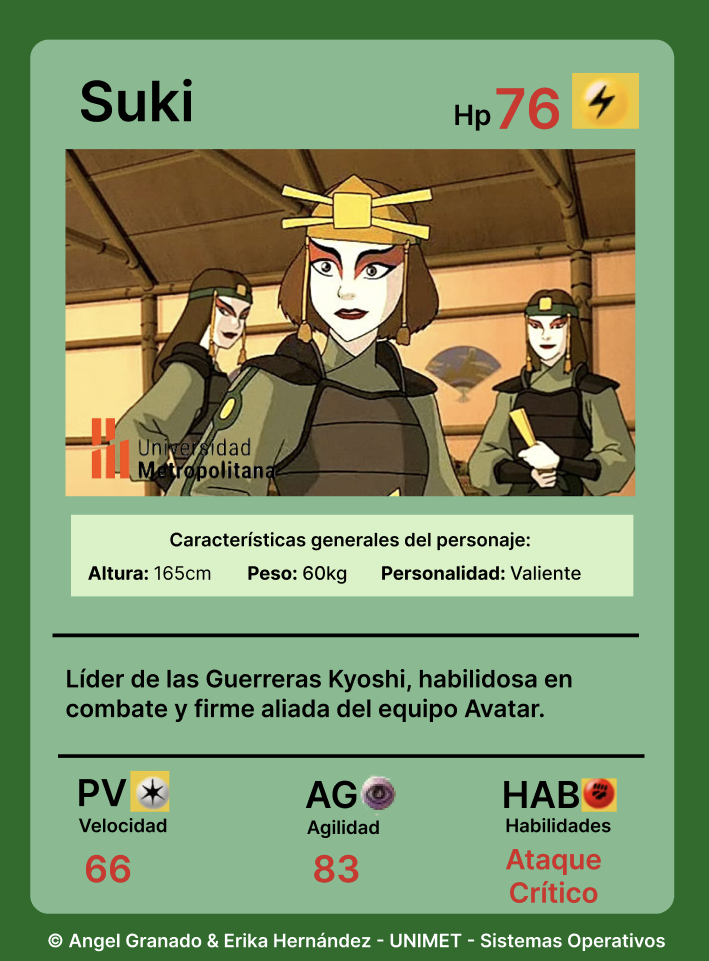 Suki
Hp 76
Universidad
Metropolitana
Características generales del personaje:
Altura: 165cm Peso: 60kg Personalidad: Valiente
Líder de las Guerreras Kyoshi, habilidosa en
combate y firme aliada del equipo Avatar.
PV AG HAB
Velocidad Agilidad Habilidades
66 83 Ataque
Crítico
© Angel Granado & Erika Hernández - UNIMET - Sistemas Operativos